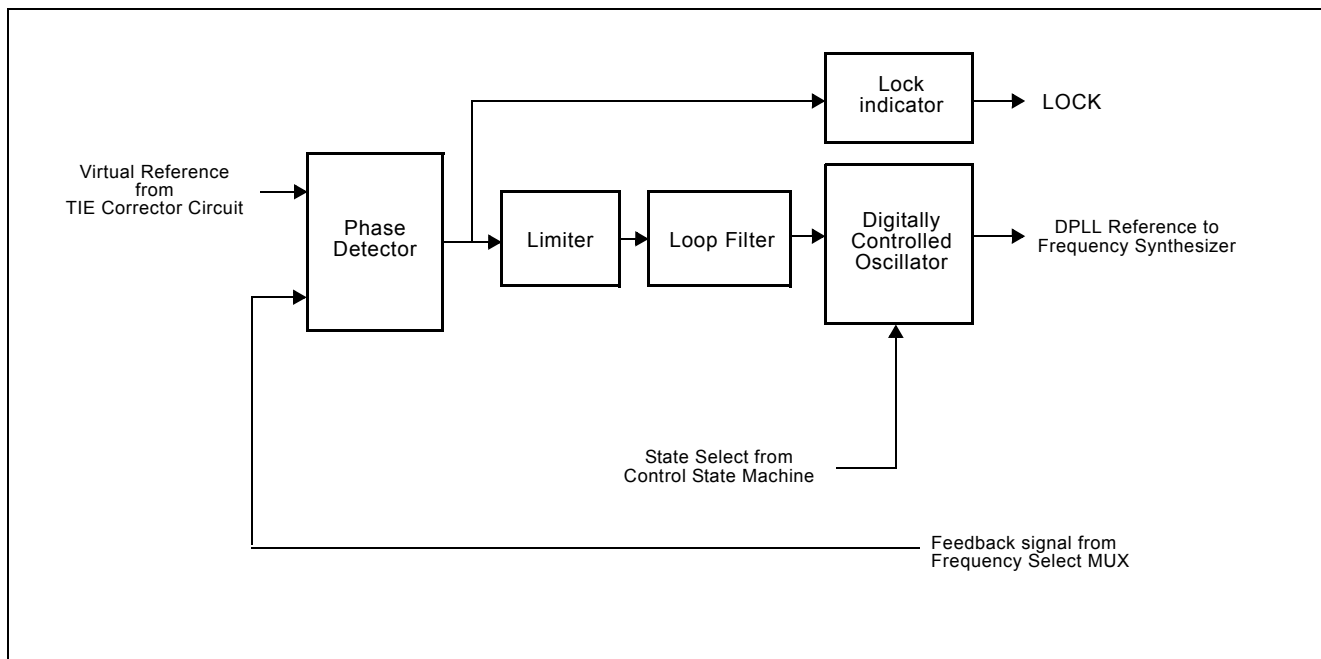 Lock
indicator
LOCK
Virtual Reference
from
TIE Corrector Circuit
Phase
Detector
Limiter
Loop Filter
Digitally
Controlled
Oscillator
DPLL Reference to
Frequency Synthesizer
State Select from
Control State Machine
Feedback signal from
Frequency Select MUX